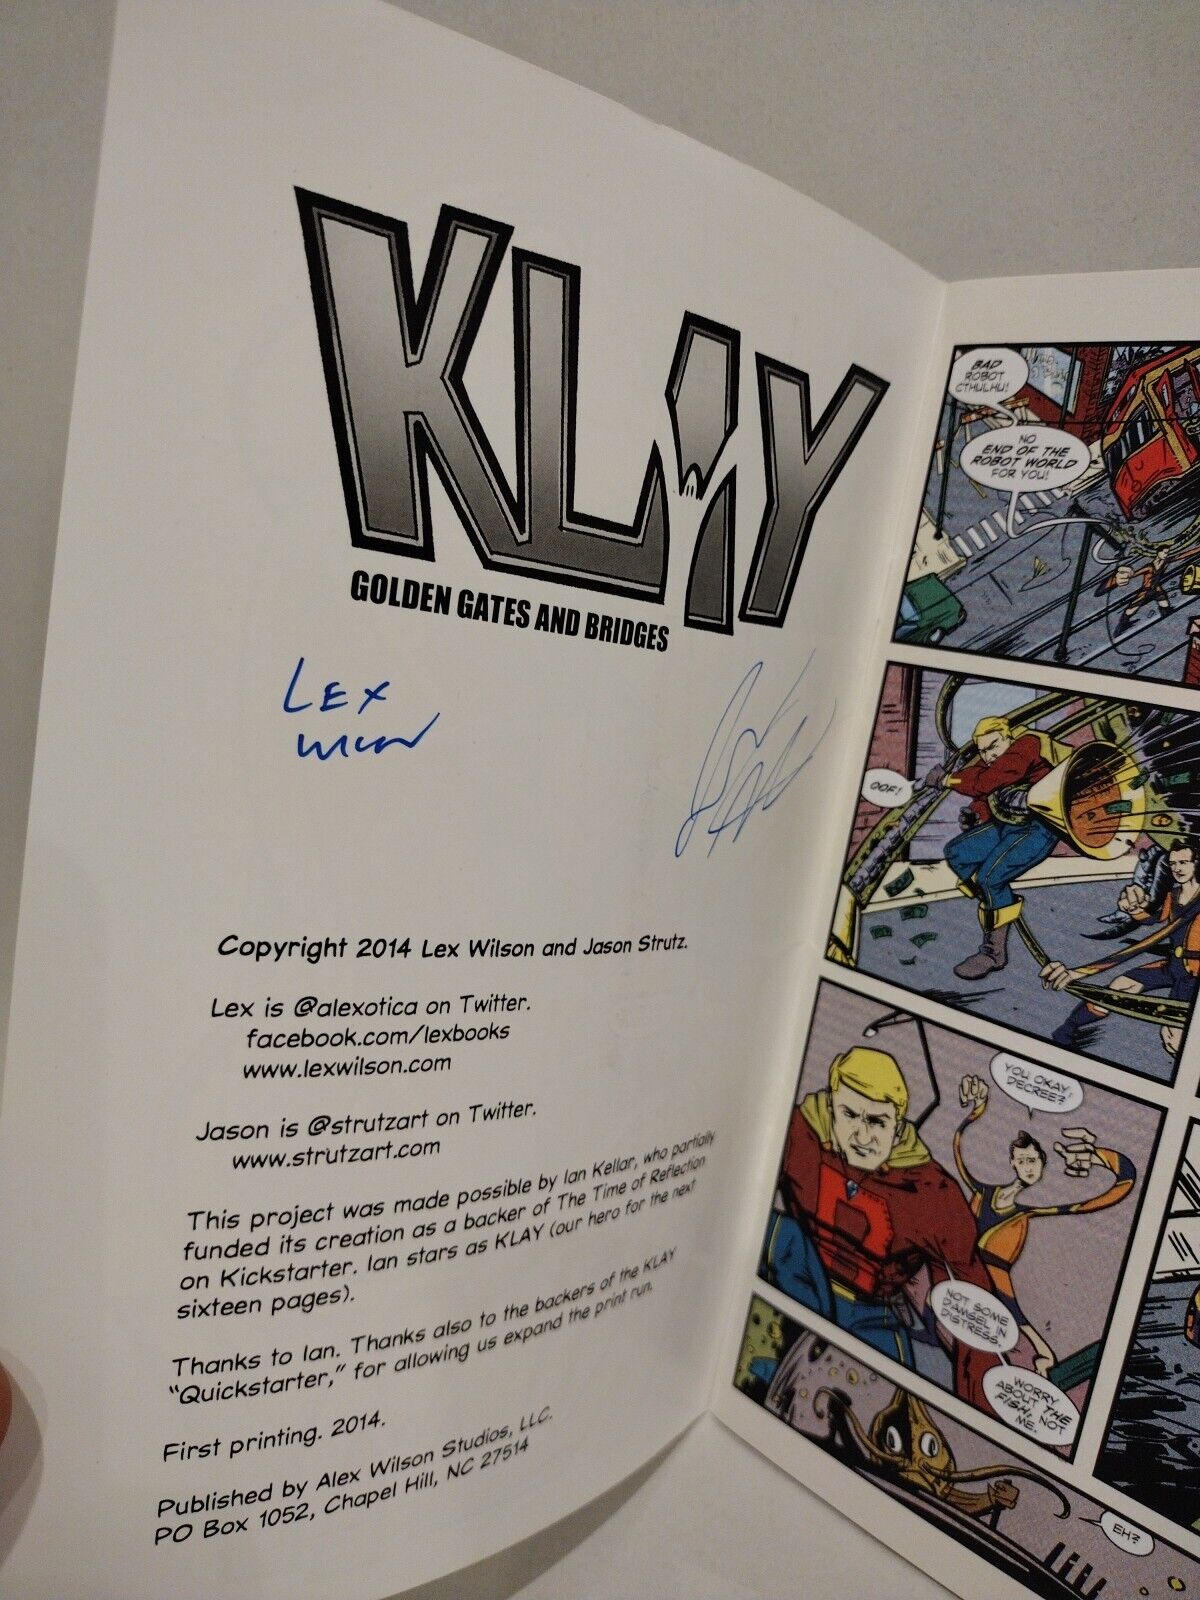 KLAY
GOLDEN GATES AND BRIDGES
LEX
Copyright 2014 Lex Wilson and Jason Strutz.
Lex is @alexotica on Twitter.
facebook.com/lexbooks
www.lexwilson.com
Jason is @strutzart on Twitter.
www.strutzart.com
This project was made possible by Ian Kellar, who partially
funded its creation as a backer of The Time of Reflection
on Kickstarter. Ian stars as KLAY (our hero for the next
sixteen pages).
Thanks to Ian. Thanks also to the backers of the KLAY
“Quickstarter,” for allowing us expand the print run.
First printing. 2014.
Published by Alex Wilson Studios, LLC.
PO Box 1052, Chapel Hill, NC 27514
BAD
ROBOT
CTHULHU!
NO
END OF THE
ROBOT WORLD
FOR YOU!
OOF!
YOU OKAY,
DECREE?
NOT SOME
DAMSEL IN
DISTRESS.
WORRY
ABOUT THE
FISH, NOT
ME.
EH?